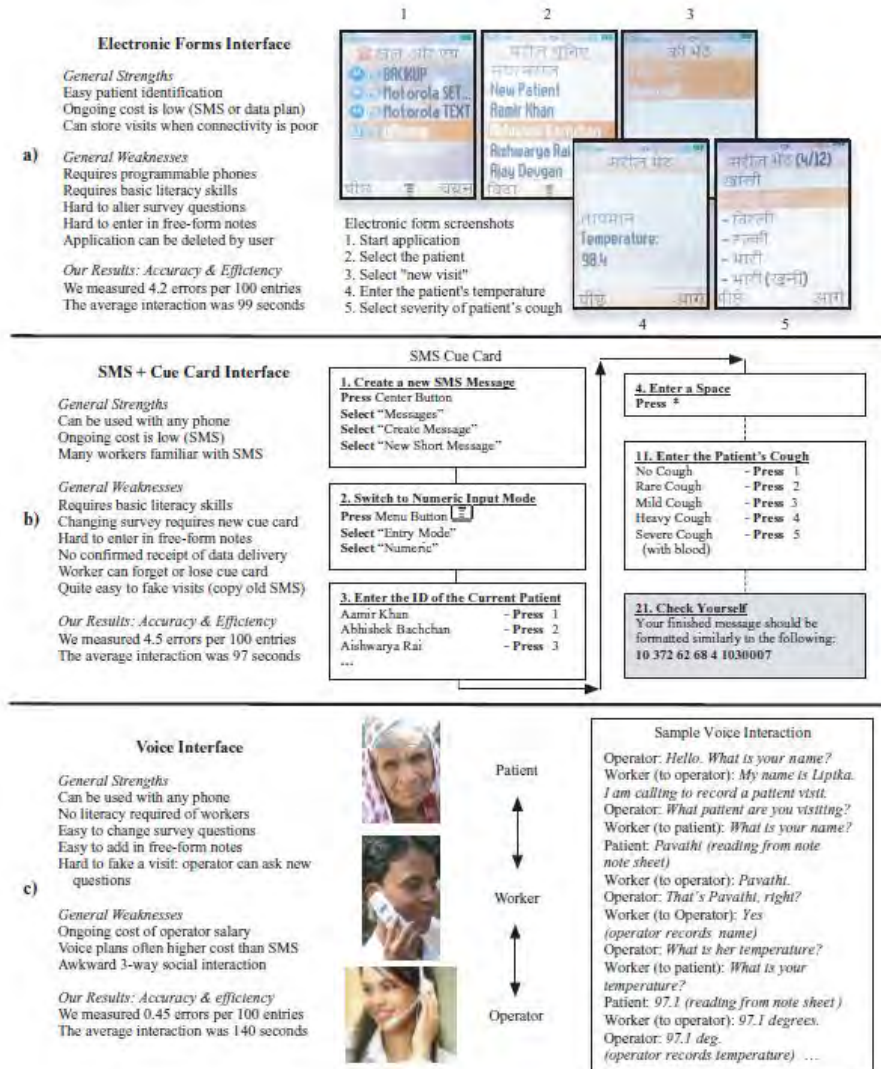 1
2
3
Electronic Forms Interface
General Strengths
Easy patient identification
Ongoing cost is low (SMS or data plan)
Can store visits when connectivity is poor
a)
General Weaknesses
Requires programmable phones
Requires basic literacy skills
Hard to alter survey questions
Hard to enter in free-form notes
Application can be deleted by user
Our Results: Accuracy & Efficiency
We measured 4.2 errors per 100 entries
The average interaction was 99 seconds
BACKUP
Motorola SET...
Motorola TEXT
पीछे
चयन
मरीज चुनिए
New Patient
Aamir Khan
Aishwarya Rai
Ajay Devgan
की भेंट
मरीज भेंट
तापमान
Temperature:
98.4
पीछे
आगे
मरीज भेंट (4/12)
खांसी
- हल्की
- भारी
- भारी (खूनी)
पीछे
आगे
4
5
Electronic form screenshots
1. Start application
2. Select the patient
3. Select "new visit"
4. Enter the patient's temperature
5. Select severity of patient's cough
SMS + Cue Card Interface
General Strengths
Can be used with any phone
Ongoing cost is low (SMS)
Many workers familiar with SMS
b)
General Weaknesses
Requires basic literacy skills
Changing survey requires new cue card
Hard to enter in free-form notes
No confirmed receipt of data delivery
Worker can forget or lose cue card
Quite easy to fake visits (copy old SMS)
Our Results: Accuracy & Efficiency
We measured 4.5 errors per 100 entries
The average interaction was 97 seconds
SMS Cue Card
1. Create a new SMS Message
Press Center Button
Select "Messages"
Select "Create Message"
Select "New Short Message"
2. Switch to Numeric Input Mode
Press Menu Button
Select "Entry Mode"
Select "Numeric"
3. Enter the ID of the Current Patient
Aamir Khan - Press 1
Abhishek Bachchan - Press 2
Aishwarya Rai - Press 3
...
4. Enter a Space
Press *
11. Enter the Patient's Cough
No Cough - Press 1
Rare Cough - Press 2
Mild Cough - Press 3
Heavy Cough - Press 4
Severe Cough - Press 5
(with blood)
21. Check Yourself
Your finished message should be
formatted similarly to the following:
10 372 62 68 4 1030007
Voice Interface
General Strengths
Can be used with any phone
No literacy required of workers
Easy to change survey questions
Easy to add in free-form notes
Hard to fake a visit: operator can ask new
questions
c)
General Weaknesses
Ongoing cost of operator salary
Voice plans often higher cost than SMS
Awkward 3-way social interaction
Our Results: Accuracy & efficiency
We measured 0.45 errors per 100 entries
The average interaction was 140 seconds
Patient
Worker
Operator
Sample Voice Interaction
Operator: Hello. What is your name?
Worker (to operator): My name is Lipika.
I am calling to record a patient visit.
Operator: What patient are you visiting?
Worker (to patient): What is your name?
Patient: Pavathi (reading from note
note sheet)
Worker (to operator): Pavathi.
Operator: That's Pavathi, right?
Worker (to Operator): Yes
(operator records name)
Operator: What is her temperature?
Worker (to patient): What is your
temperature?
Patient: 97.1 (reading from note sheet)
Worker (to operator): 97.1 degrees.
Operator: 97.1 deg.
(operator records temperature) ...